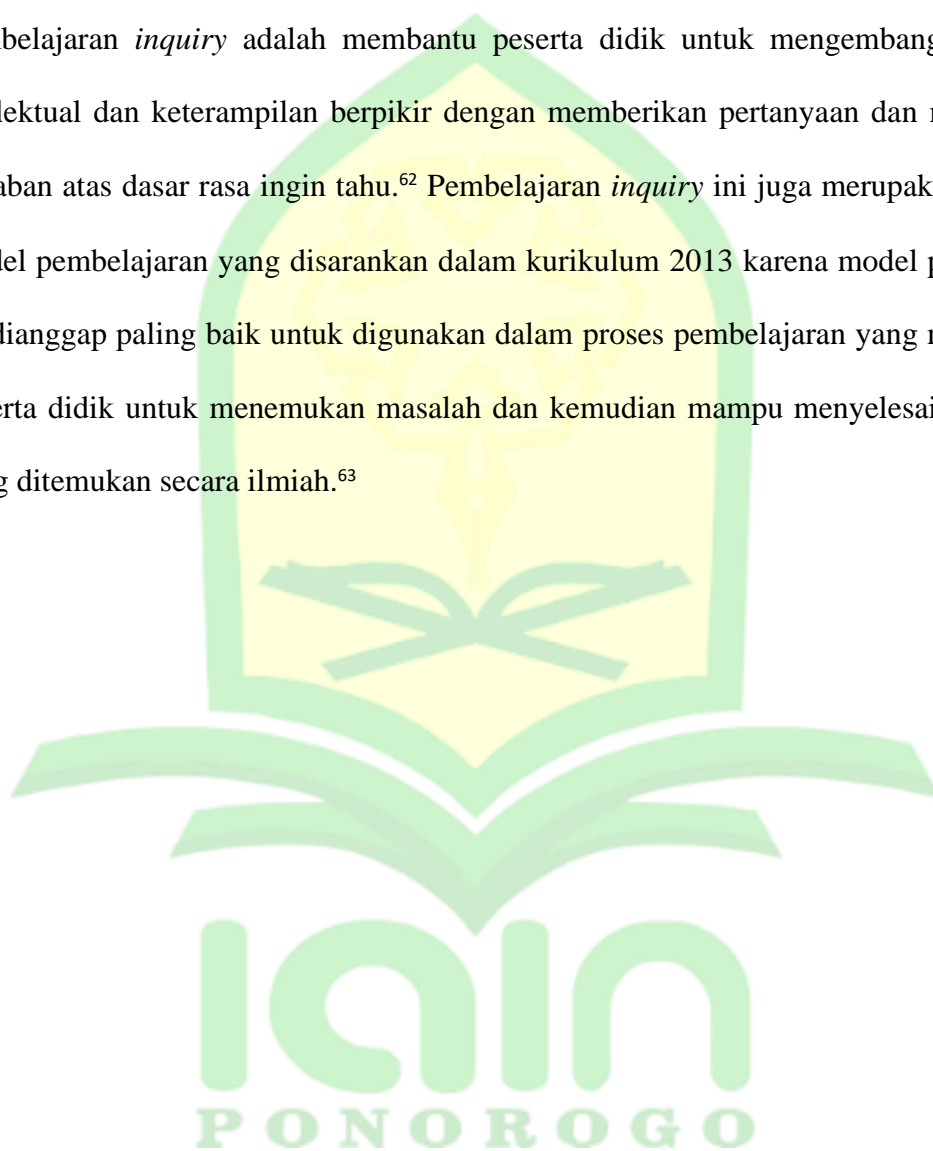 belajaran inquiry adalah membantu peserta didik untuk mengembang
lektual dan keterampilan berpikir dengan memberikan pertanyaan dan
aban atas dasar rasa ingin tahu.⁶² Pembelajaran inquiry ini juga merupak
del pembelajaran yang disarankan dalam kurikulum 2013 karena model p
dianggap paling baik untuk digunakan dalam proses pembelajaran yang
erta didik untuk menemukan masalah dan kemudian mampu menyelesai
g ditemukan secara ilmiah.⁶³
iain
PONOROGO